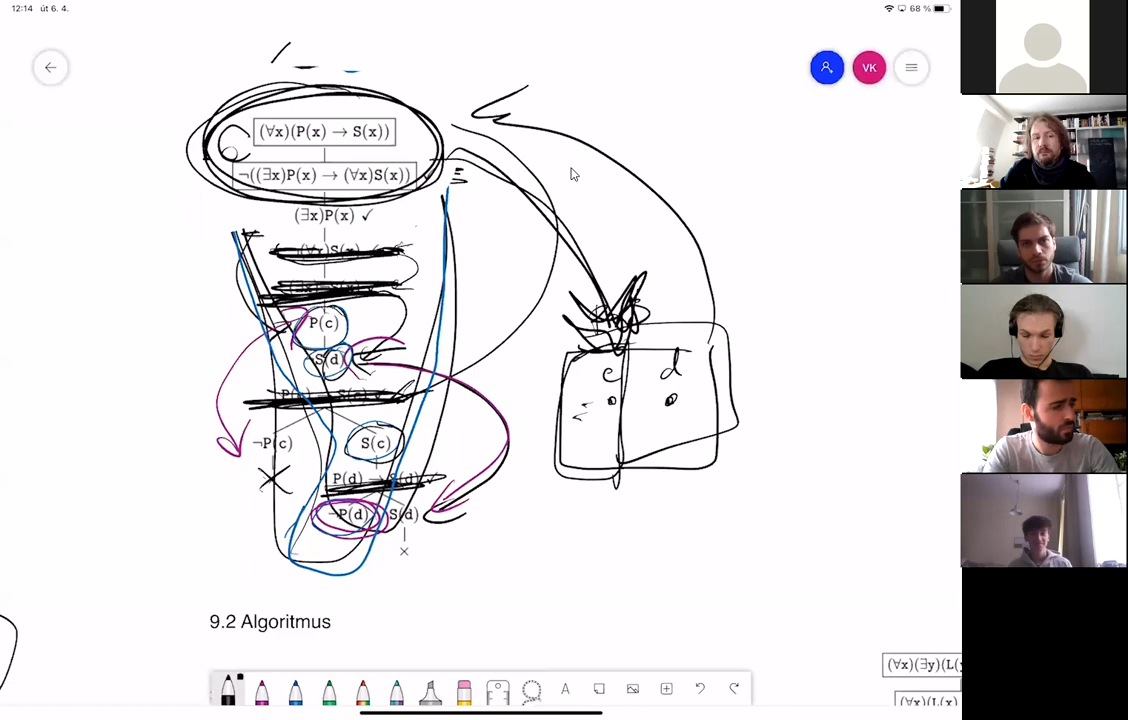 12:14 út 6. 4.
68 %
VK
(∀x)(P(x) → S(x))
¬((∃x)P(x) → (∀x)S(x)) ✓
(∃x)P(x) ✓
P(c)
S(d)
¬P(c)
S(c)
P(d) → S(d) ✓
¬P(d) S(d)
×
c d
9.2 Algoritmus
A
(∀x)(∃y)(L(
(∀x)(L(x)